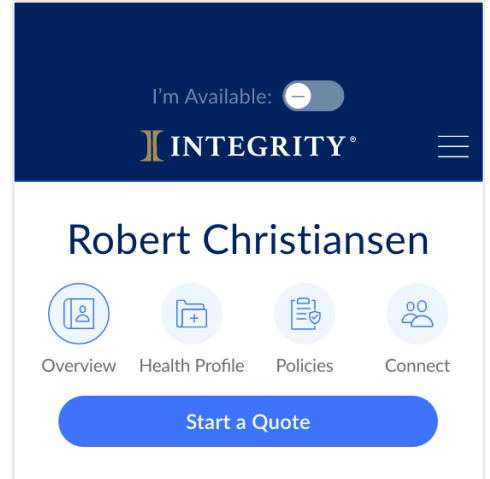 I'm Available:
INTEGRITY®
Robert Christiansen
Overview Health Profile Policies Connect
Start a Quote